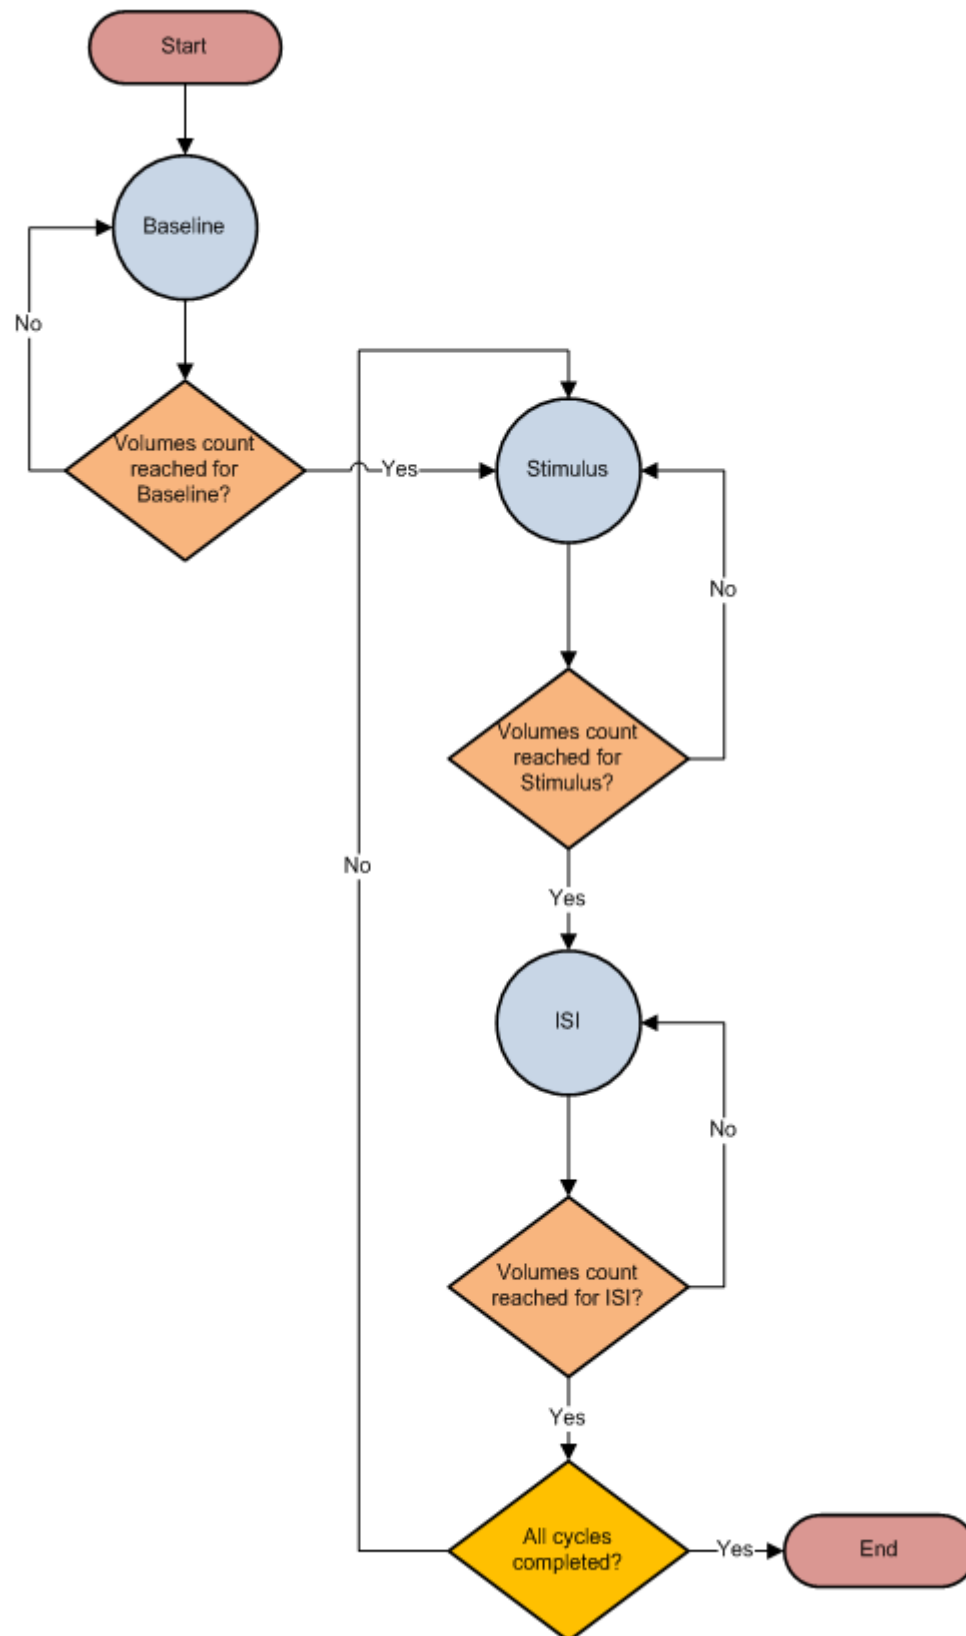 Start
Baseline
No
Volumes count
reached for
Baseline?
Yes
Stimulus
No
Volumes count
reached for
Stimulus?
No
Yes
ISI
No
Volumes count
reached for ISI?
Yes
All cycles
completed?
Yes
End